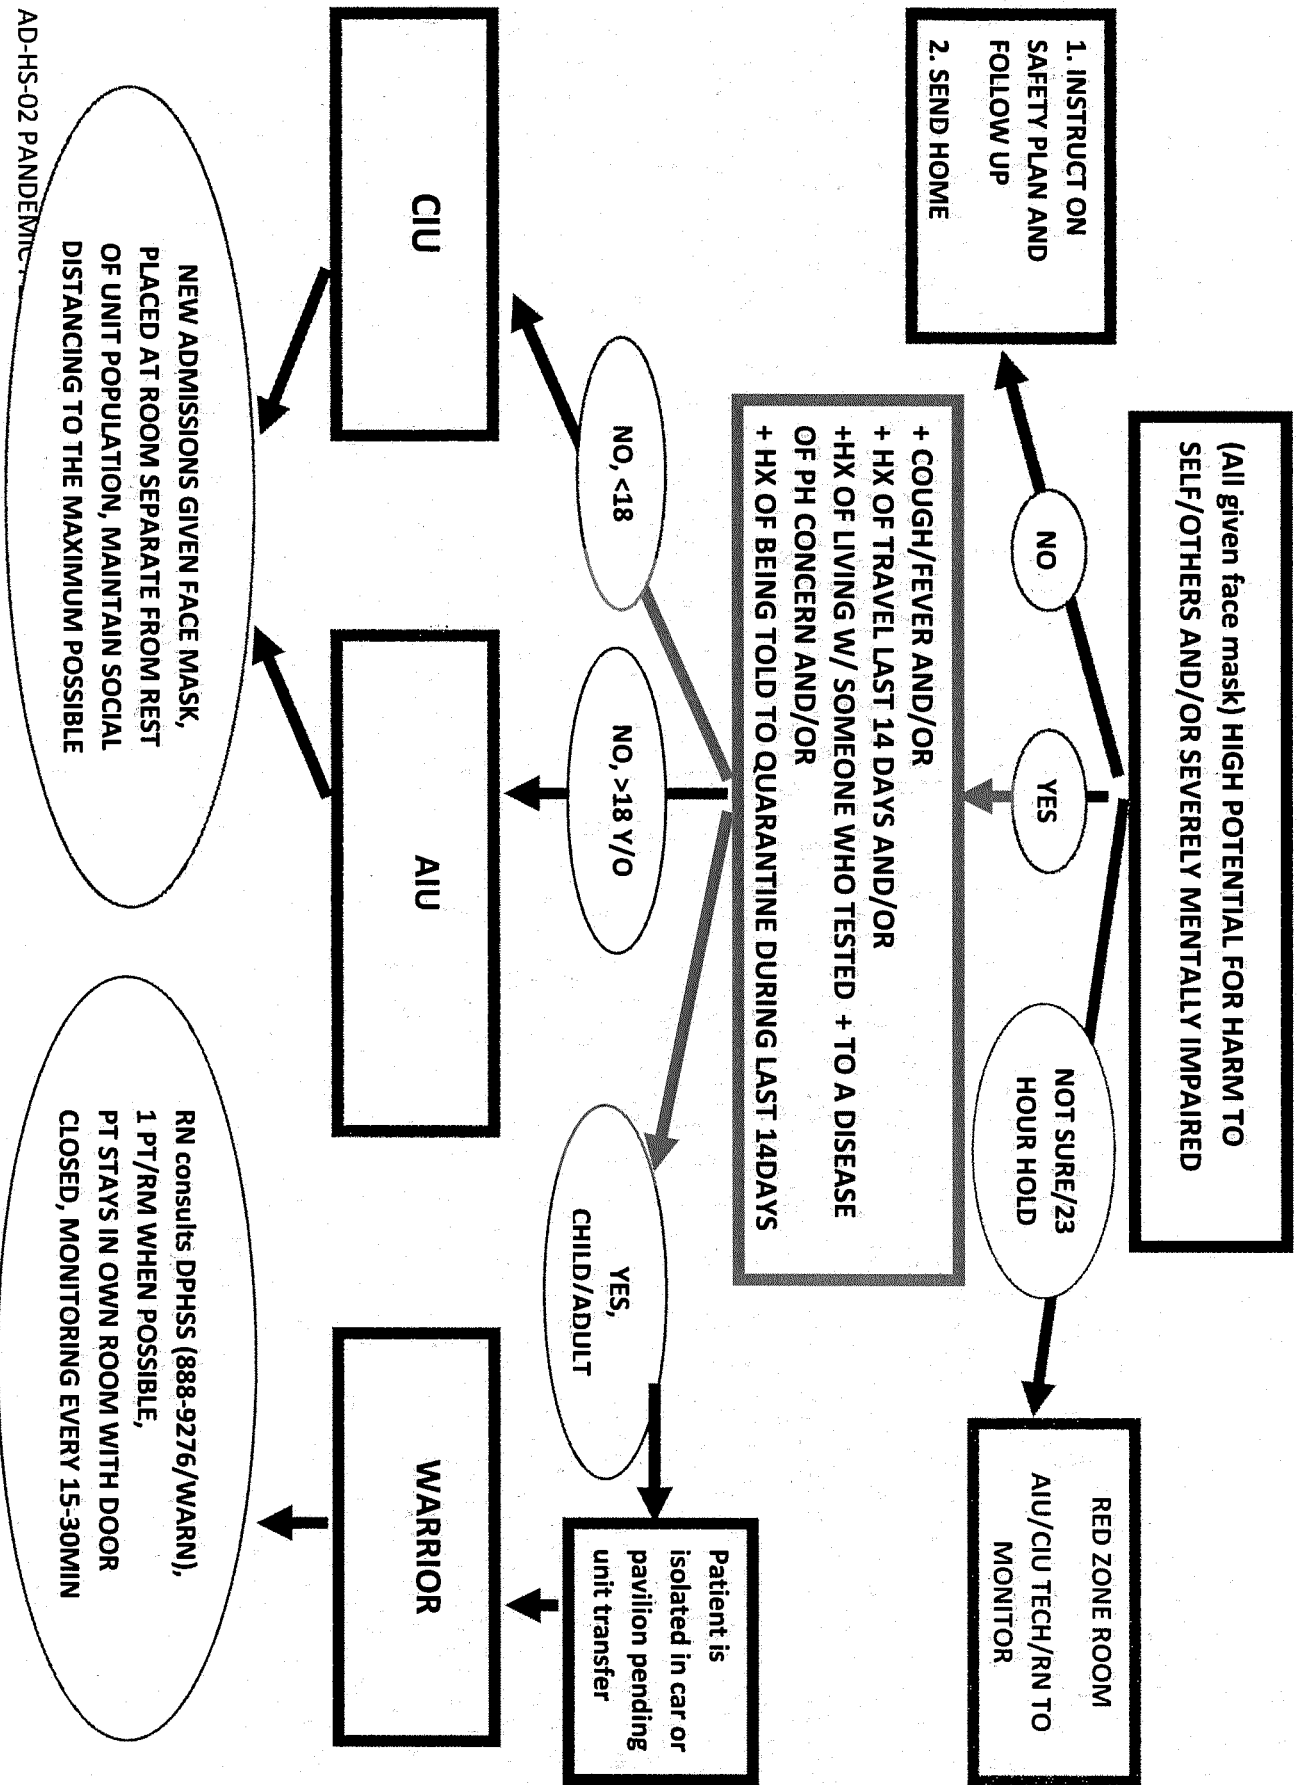 (All given face mask) HIGH POTENTIAL FOR HARM TO
SELF/OTHERS AND/OR SEVERELY MENTALLY IMPAIRED
1. INSTRUCT ON
SAFETY PLAN AND
FOLLOW UP
2. SEND HOME
NO
YES
NOT SURE/23
HOUR HOLD
RED ZONE ROOM
AIU/CIU TECH/RN TO
MONITOR
+ COUGH/FEVER AND/OR
+ HX OF TRAVEL LAST 14 DAYS AND/OR
+HX OF LIVING W/ SOMEONE WHO TESTED + TO A DISEASE
OF PH CONCERN AND/OR
+ HX OF BEING TOLD TO QUARANTINE DURING LAST 14DAYS
NO, <18
NO, >18 Y/O
YES,
CHILD/ADULT
Patient is
isolated in car or
pavilion pending
unit transfer
CIU
AIU
WARRIOR
NEW ADMISSIONS GIVEN FACE MASK,
PLACED AT ROOM SEPARATE FROM REST
OF UNIT POPULATION, MAINTAIN SOCIAL
DISTANCING TO THE MAXIMUM POSSIBLE
RN consults DPHSS (888-9276/WARN),
1 PT/RM WHEN POSSIBLE,
PT STAYS IN OWN ROOM WITH DOOR
CLOSED, MONITORING EVERY 15-30MIN
AD-HS-02 PANDEMIC